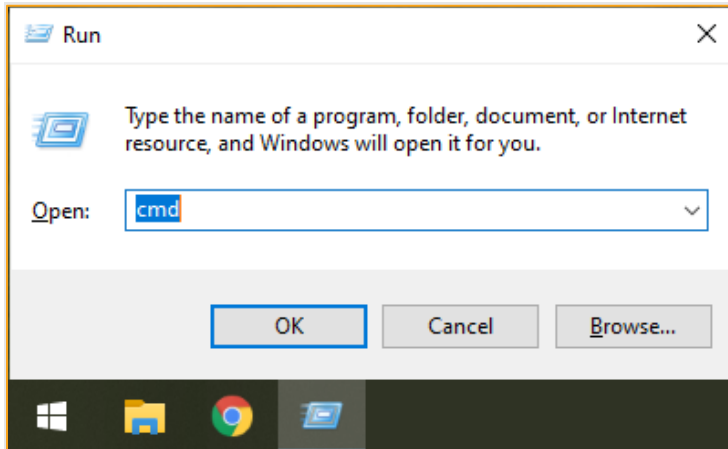 Run
Type the name of a program, folder, document, or Internet
resource, and Windows will open it for you.
Open: cmd
OK Cancel Browse...